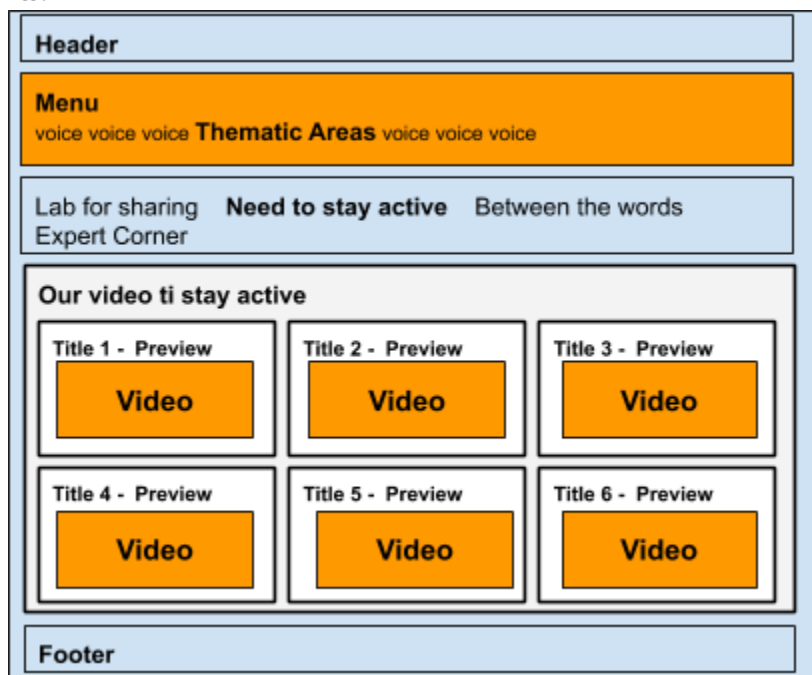 Header
Menu
voice voice voice Thematic Areas voice voice voice
Lab for sharing Need to stay active Between the words
Expert Corner
Our video ti stay active
Title 1 - Preview
Video
Title 2 - Preview
Video
Title 3 - Preview
Video
Title 4 - Preview
Video
Title 5 - Preview
Video
Title 6 - Preview
Video
Footer